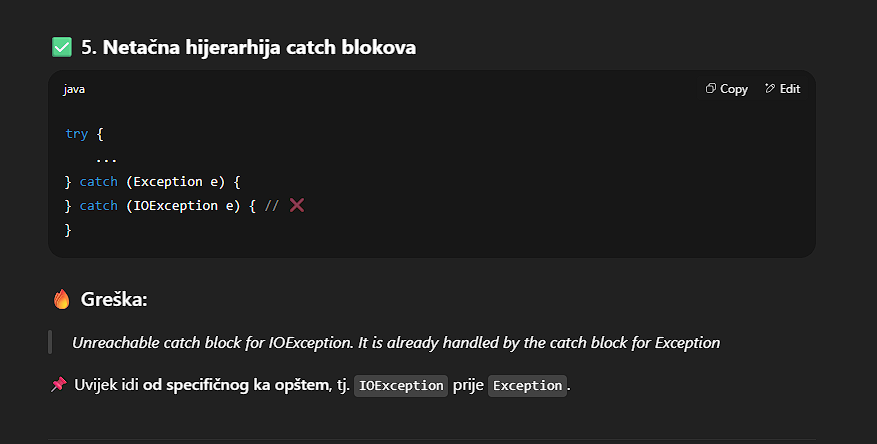 ✅ 5. Netačna hijerarhija catch blokova
java
Copy
Edit
try {
    ...
} catch (Exception e) {
} catch (IOException e) { // ❌
}
🔥 Greška:
Unreachable catch block for IOException. It is already handled by the catch block for Exception
📌 Uvijek idi od specifičnog ka opštem, tj. IOException prije Exception.